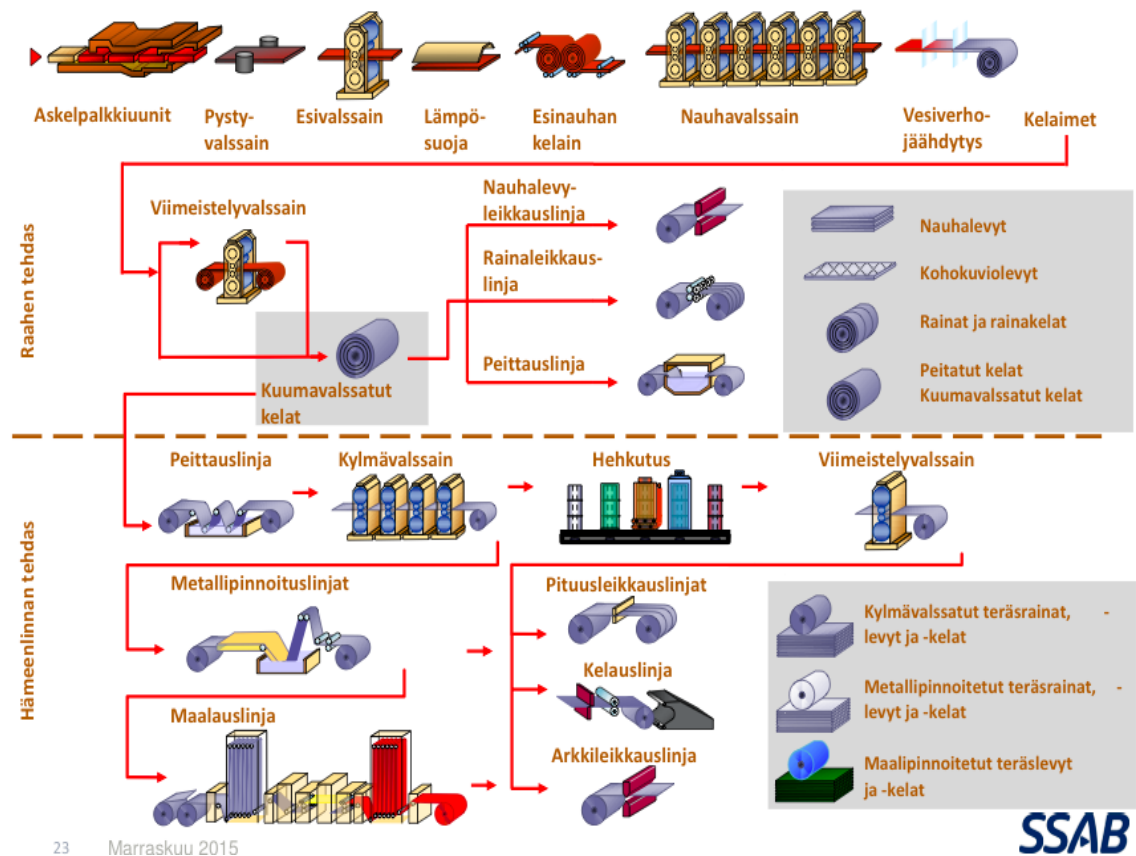 Askelpalkkiuunit
Pysty-
valssain
Esivalssain
Lämpö-
suoja
Esinauhan
kelain
Nauhavalssain
Vesiverho-
jäähdytys
Kelaimet
Raahen tehdas
Viimeistelyvalssain
Kuumavalssatut
kelat
Nauhalevy-
leikkauslinja
Rainaleikkaus-
linja
Peittauslinja
Nauhalevyt
Kohokuviolevyt
Rainat ja rainakelat
Peitatut kelat
Kuumavalssatut kelat
Hämeenlinnan tehdas
Peittauslinja
Kylmävalssain
Hehkutus
Viimeistelyvalssain
Metallipinnoituslinjat
Maalauslinja
Pituusleikkauslinjat
Kelauslinja
Arkkileikkauslinja
Kylmävalssatut teräsrainat, -
levyt ja -kelat
Metallipinnoitetut teräsrainat, -
levyt ja -kelat
Maalipinnoitetut teräslevyt
ja -kelat
23 Marraskuu 2015
SSAB